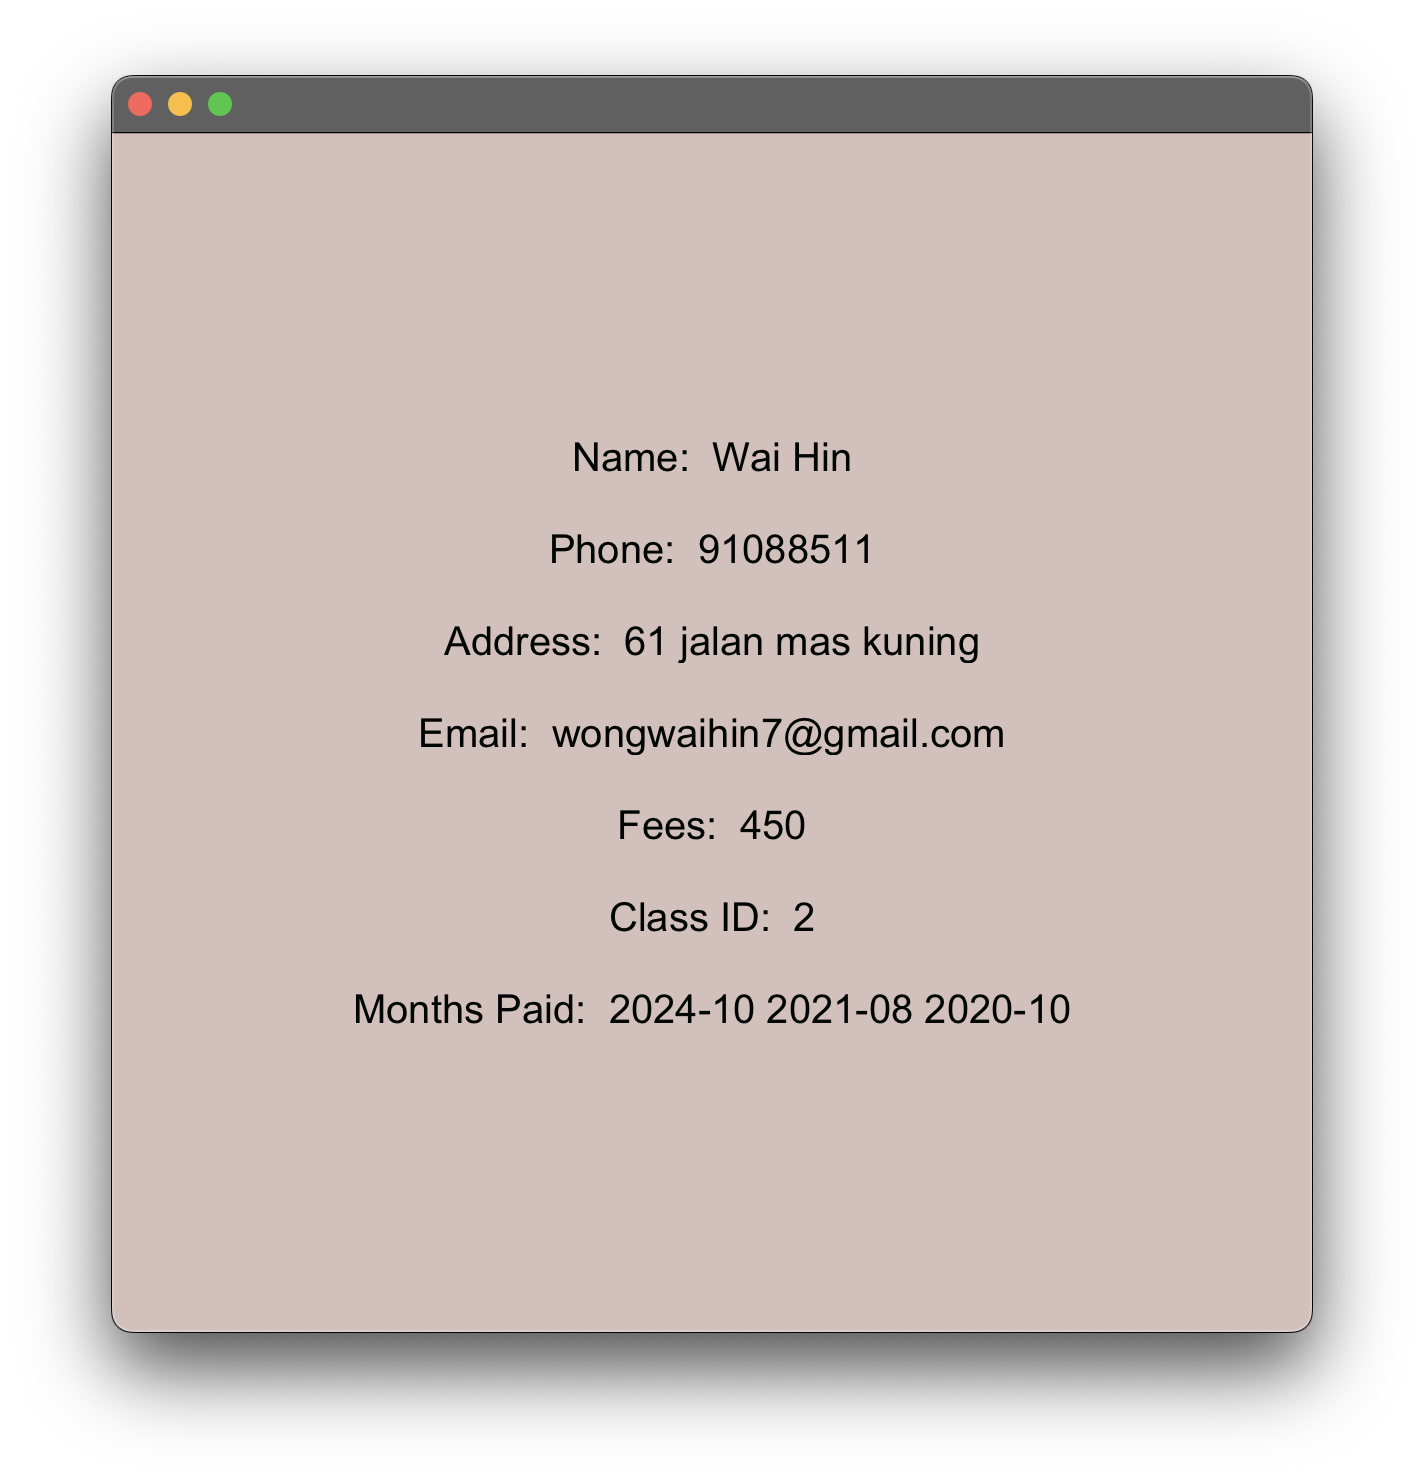 Name:  Wai Hin
Phone:  91088511
Address:  61 jalan mas kuning
Email:  wongwaihin7@gmail.com
Fees:  450
Class ID:  2
Months Paid:  2024-10 2021-08 2020-10